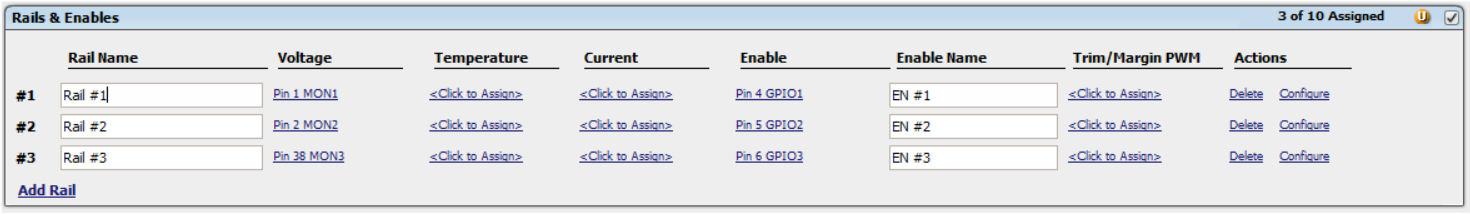 Rails & Enables 3 of 10 Assigned U
Rail Name Voltage Temperature Current Enable Enable Name Trim/Margin PWM Actions
#1 Rail #1 Pin 1 MON1 <Click to Assign> <Click to Assign> Pin 4 GPIO1 EN #1 <Click to Assign> Delete Configure
#2 Rail #2 Pin 2 MON2 <Click to Assign> <Click to Assign> Pin 5 GPIO2 EN #2 <Click to Assign> Delete Configure
#3 Rail #3 Pin 38 MON3 <Click to Assign> <Click to Assign> Pin 6 GPIO3 EN #3 <Click to Assign> Delete Configure
Add Rail